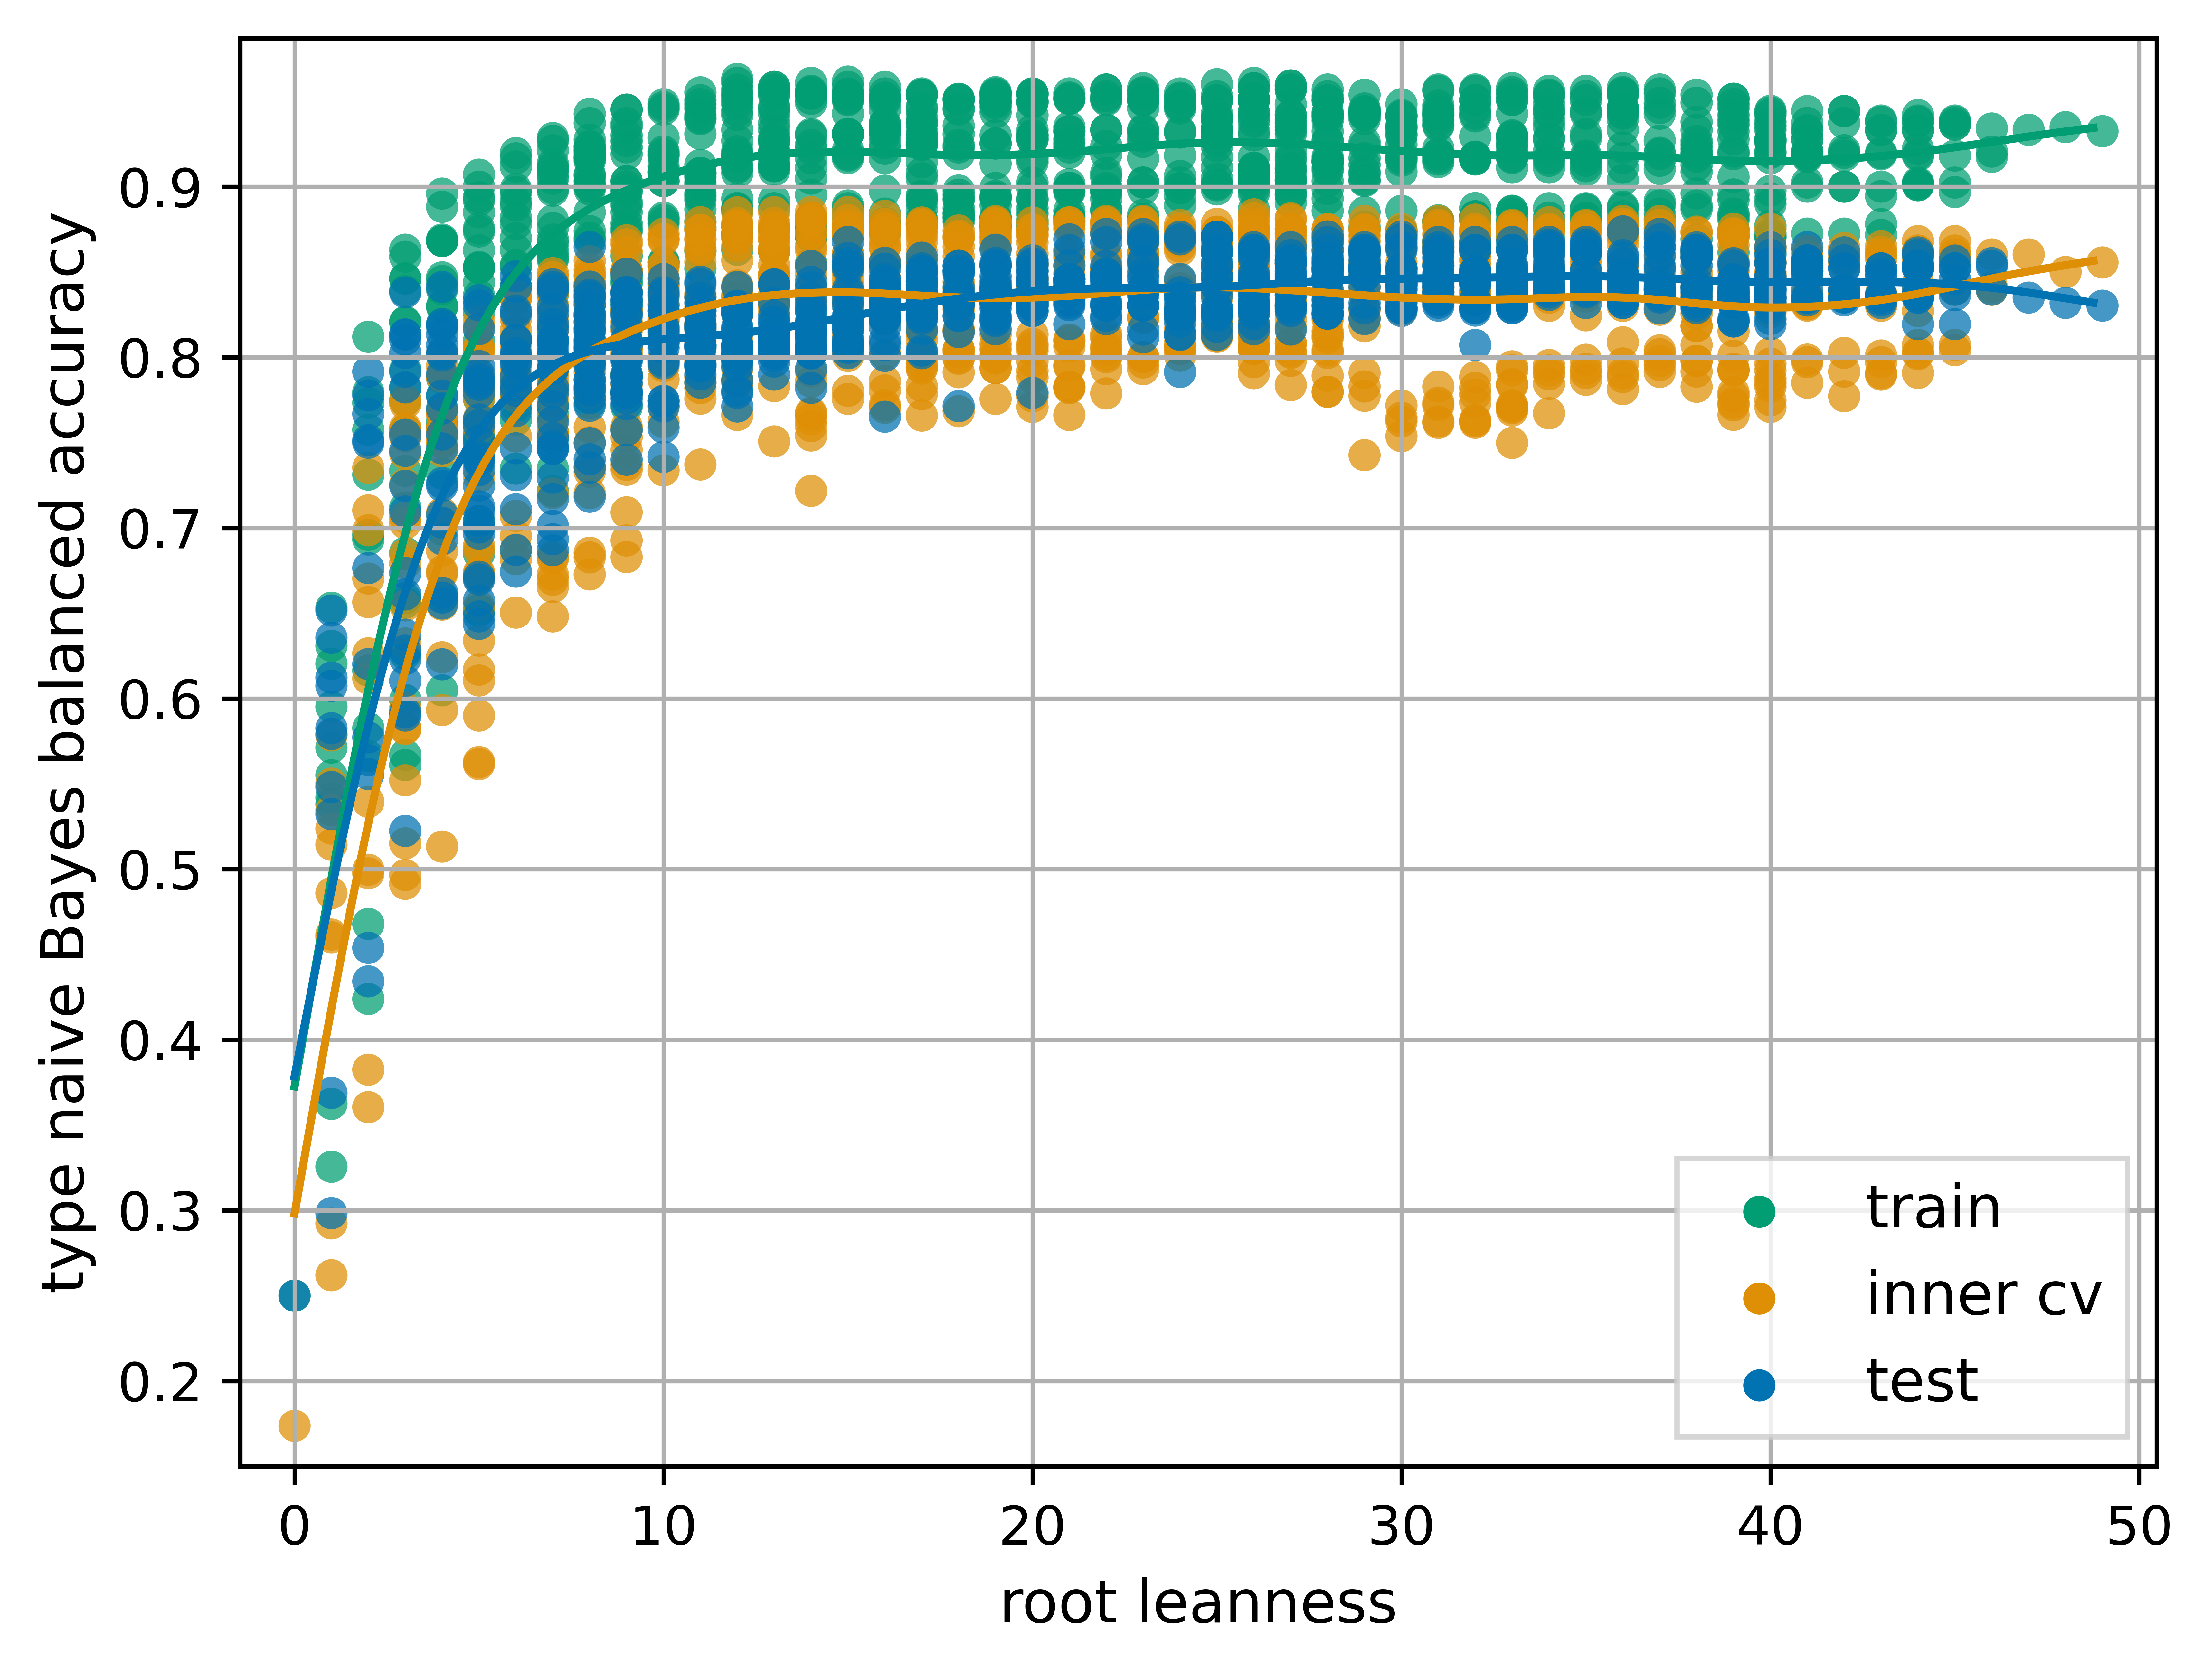 type naive Bayes balanced accuracy
0.9
0.8
0.7
0.6
0.5
0.4
0.3
0.2
0 10 20 30 40 50
root leanness
train
inner cv
test